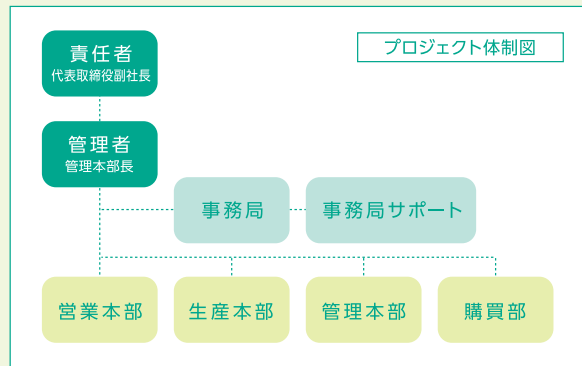 プロジェクト体制図
責任者
代表取締役副社長
管理者
管理本部長
事務局
事務局サポート
営業本部
生産本部
管理本部
購買部